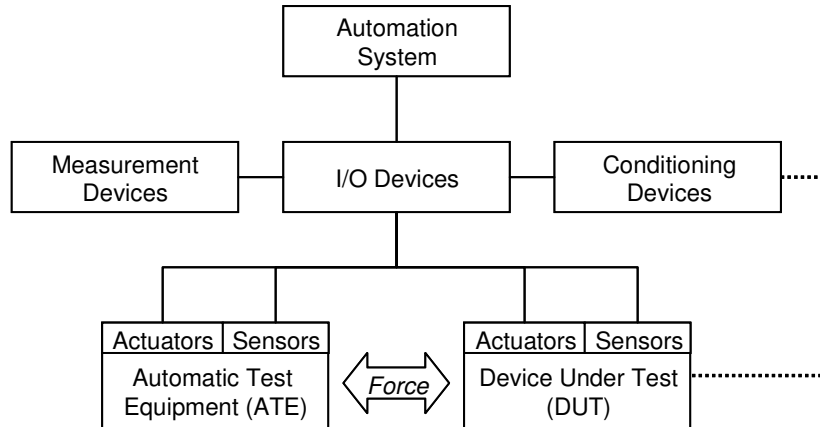 Automation
System
Measurement
Devices
I/O Devices
Conditioning
Devices
Actuators
Sensors
Automatic Test
Equipment (ATE)
Force
Actuators
Sensors
Device Under Test
(DUT)